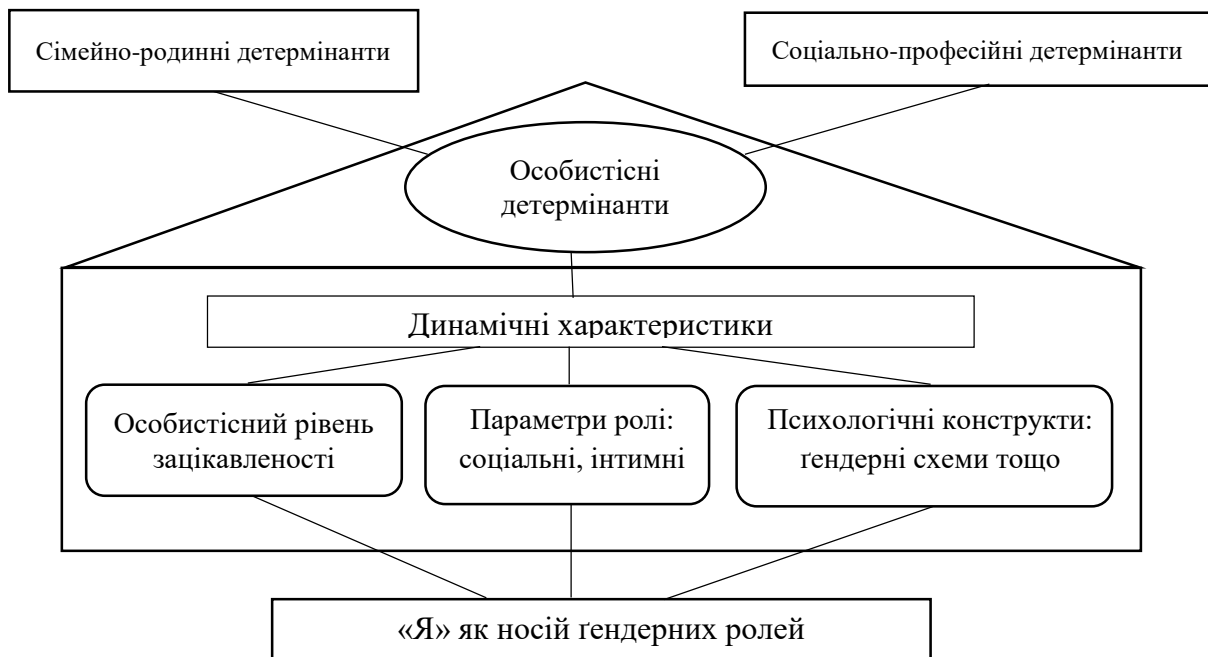 Сімейно-родинні детермінанти
Соціально-професійні детермінанти
Особистісні
детермінанти
Динамічні характеристики
Особистісний рівень
зацікавленості
Параметри ролі:
соціальні, інтимні
Психологічні конструкти:
ґендерні схеми тощо
«Я» як носій ґендерних ролей